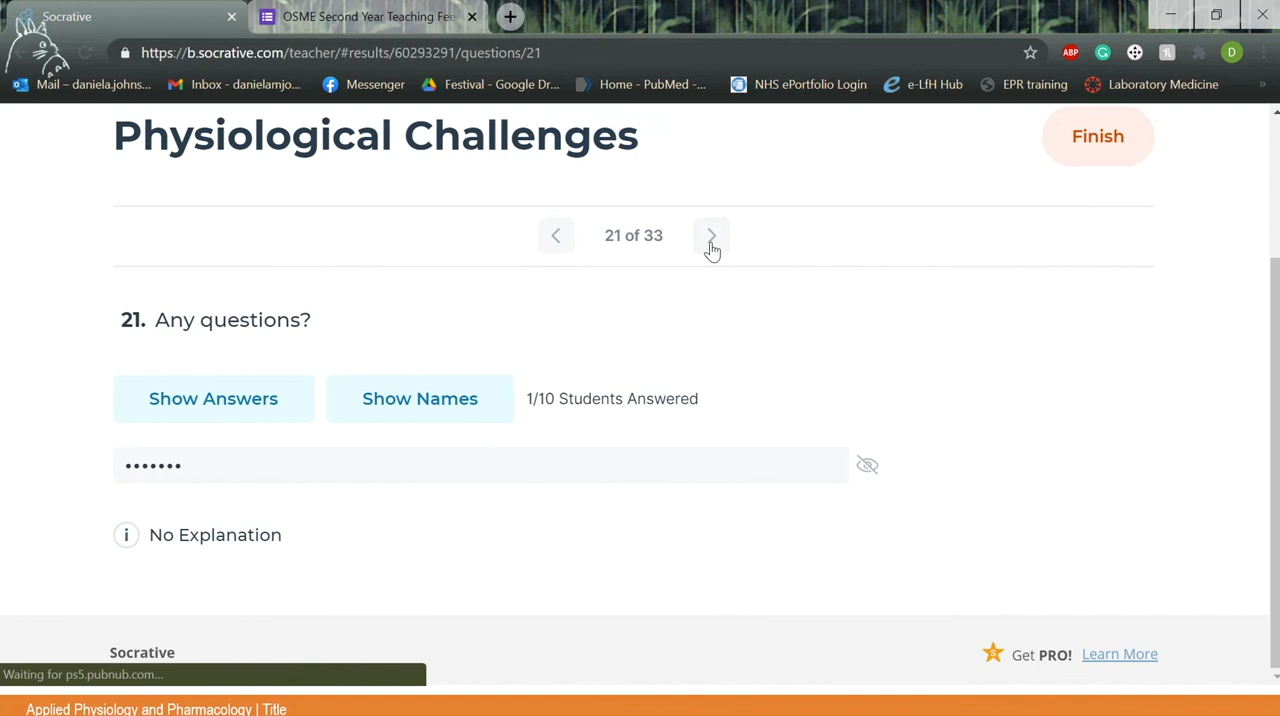 Socrative
OSME Second Year Teaching Fee
https://b.socrative.com/teacher/#results/60293291/questions/21
ABP
D
Mail – daniela.johns... Inbox - danielamjo... Messenger Festival - Google Dr... Home - PubMed -... NHS ePortfolio Login e-LfH Hub EPR training Laboratory Medicine »
Physiological Challenges
Finish
21 of 33
21. Any questions?
Show Answers Show Names 1/10 Students Answered
•••••••
i No Explanation
Socrative
Get PRO! Learn More
Waiting for ps5.pubnub.com...
Applied Physiology and Pharmacology | Title